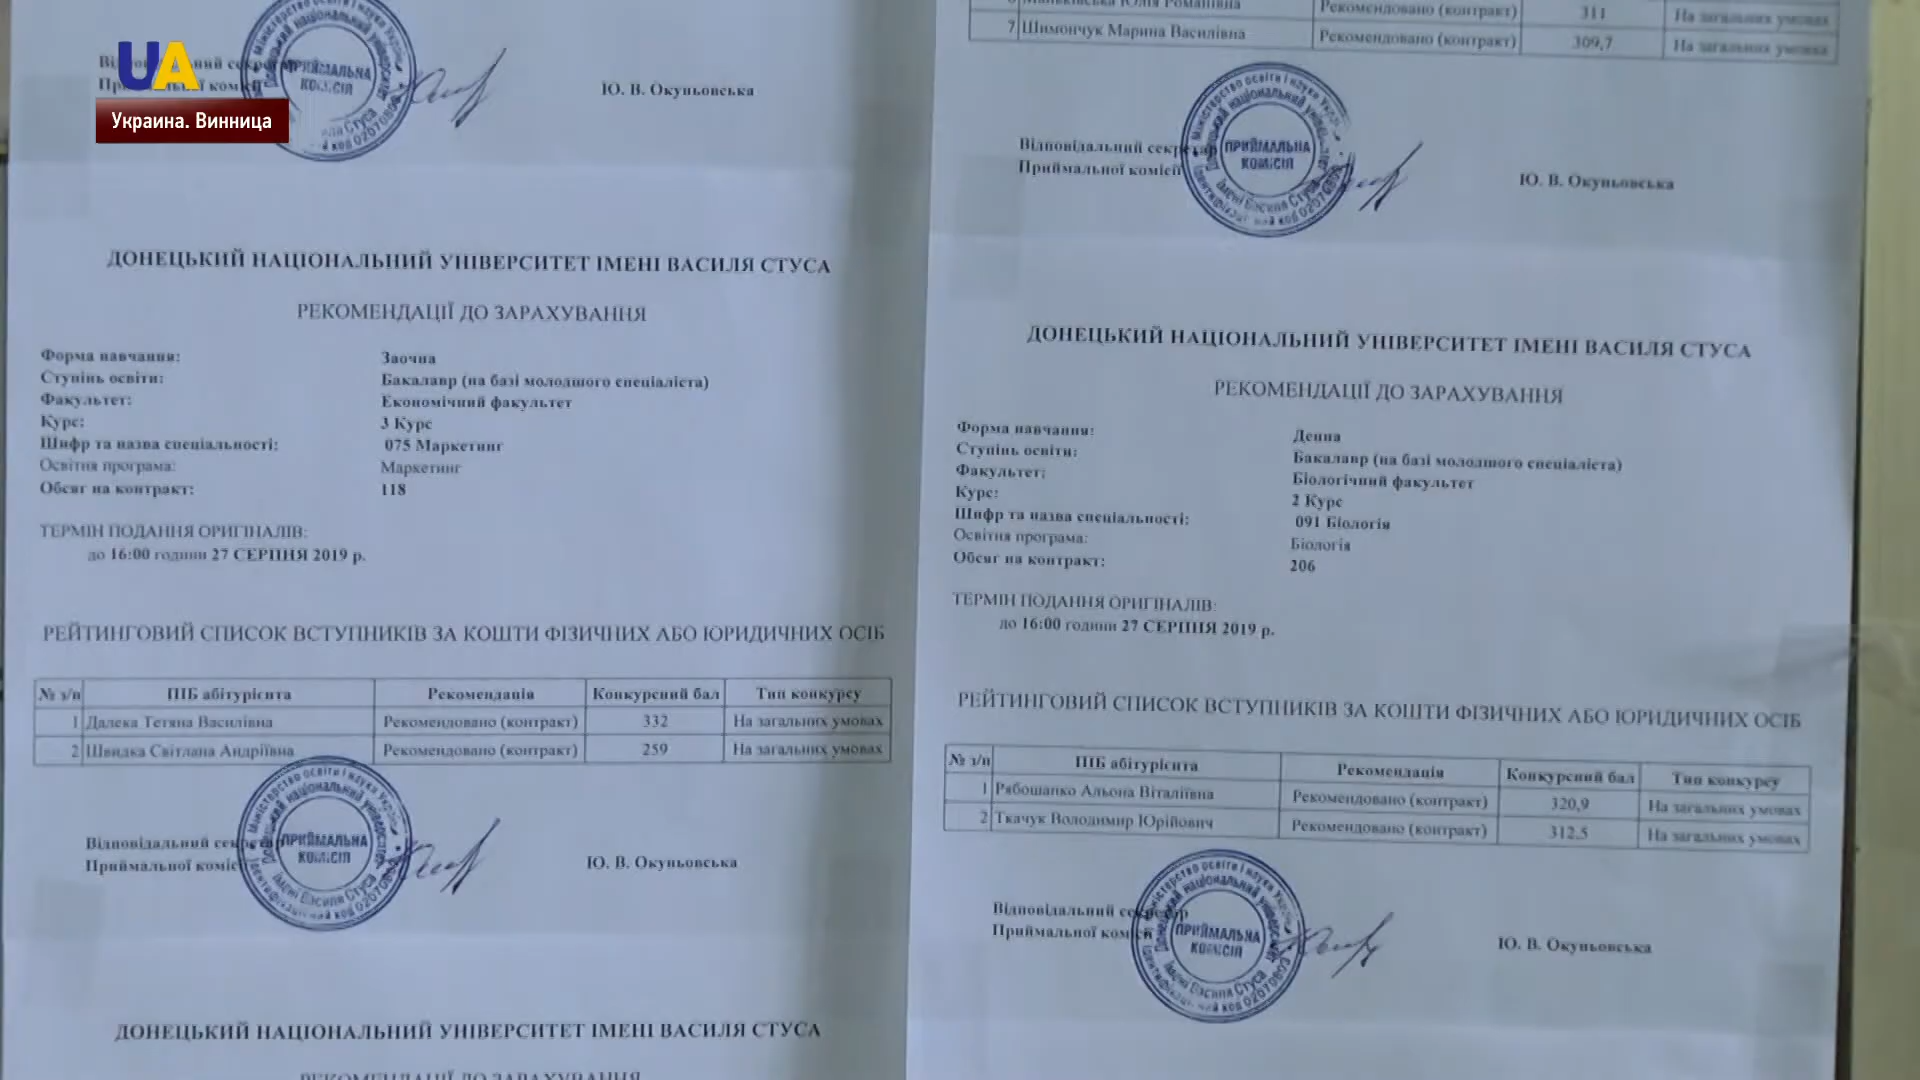 UA
Украина. Винница
ПРИЙМАЛЬНА
КОМІСІЯ
Ю. В. Окуньовська
ДОНЕЦЬКИЙ НАЦІОНАЛЬНИЙ УНІВЕРСИТЕТ ІМЕНІ ВАСИЛЯ СТУСА
РЕКОМЕНДАЦІЇ ДО ЗАРАХУВАННЯ
Форма навчання: Заочна
Ступінь освіти: Бакалавр (на базі молодшого спеціаліста)
Факультет: Економічний факультет
Курс: 3 Курс
Шифр та назва спеціальності: 075 Маркетинг
Освітня програма: Маркетинг
Обсяг на контракт: 118
ТЕРМІН ПОДАННЯ ОРИГІНАЛІВ:
до 16:00 години 27 СЕРПНЯ 2019 р.
РЕЙТИНГОВИЙ СПИСОК ВСТУПНИКІВ ЗА КОШТИ ФІЗИЧНИХ АБО ЮРИДИЧНИХ ОСІБ
№ з/п ПІБ абітурієнта Рекомендація Конкурсний бал Тип конкурсу
1 Далека Тетяна Василівна Рекомендовано (контракт) 332 На загальних умовах
2 Швидка Світлана Андріївна Рекомендовано (контракт) 259 На загальних умовах
Відповідальний секретар
Приймальної комісії Ю. В. Окуньовська
ПРИЙМАЛЬНА
КОМІСІЯ
ДОНЕЦЬКИЙ НАЦІОНАЛЬНИЙ УНІВЕРСИТЕТ ІМЕНІ ВАСИЛЯ СТУСА
РЕКОМЕНДАЦІЇ ДО ЗАРАХУВАННЯ
Юлія Романівна Рекомендовано (контракт) 311 На загальних умовах
7 Шимончук Марина Василівна Рекомендовано (контракт) 309,7 На загальних умовах
Відповідальний секретар
Приймальної комісії Ю. В. Окуньовська
ПРИЙМАЛЬНА
КОМІСІЯ
ДОНЕЦЬКИЙ НАЦІОНАЛЬНИЙ УНІВЕРСИТЕТ ІМЕНІ ВАСИЛЯ СТУСА
РЕКОМЕНДАЦІЇ ДО ЗАРАХУВАННЯ
Форма навчання: Денна
Ступінь освіти: Бакалавр (на базі молодшого спеціаліста)
Факультет: Біологічний факультет
Курс: 2 Курс
Шифр та назва спеціальності: 091 Біологія
Освітня програма: Біологія
Обсяг на контракт: 206
ТЕРМІН ПОДАННЯ ОРИГІНАЛІВ:
до 16:00 години 27 СЕРПНЯ 2019 р.
РЕЙТИНГОВИЙ СПИСОК ВСТУПНИКІВ ЗА КОШТИ ФІЗИЧНИХ АБО ЮРИДИЧНИХ ОСІБ
№ з/п ПІБ абітурієнта Рекомендація Конкурсний бал Тип конкурсу
1 Рябошапко Альона Віталіївна Рекомендовано (контракт) 320,9 На загальних умовах
2 Ткачук Володимир Юрійович Рекомендовано (контракт) 312,5 На загальних умовах
Відповідальний секретар
Приймальної комісії Ю. В. Окуньовська
ПРИЙМАЛЬНА
КОМІСІЯ